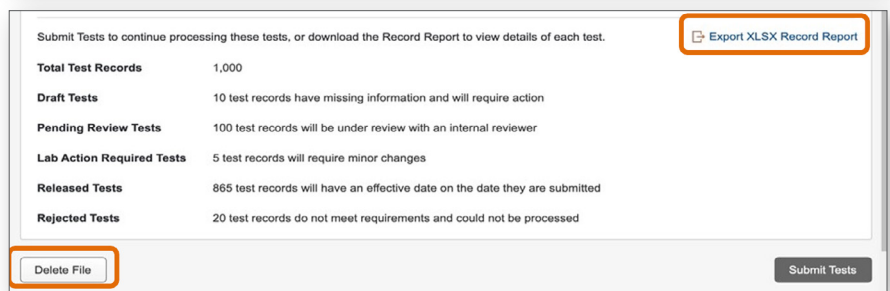 Submit Tests to continue processing these tests, or download the Record Report to view details of each test.
Export XLSX Record Report
Total Test Records 1,000
Draft Tests 10 test records have missing information and will require action
Pending Review Tests 100 test records will be under review with an internal reviewer
Lab Action Required Tests 5 test records will require minor changes
Released Tests 865 test records will have an effective date on the date they are submitted
Rejected Tests 20 test records do not meet requirements and could not be processed
Delete File
Submit Tests